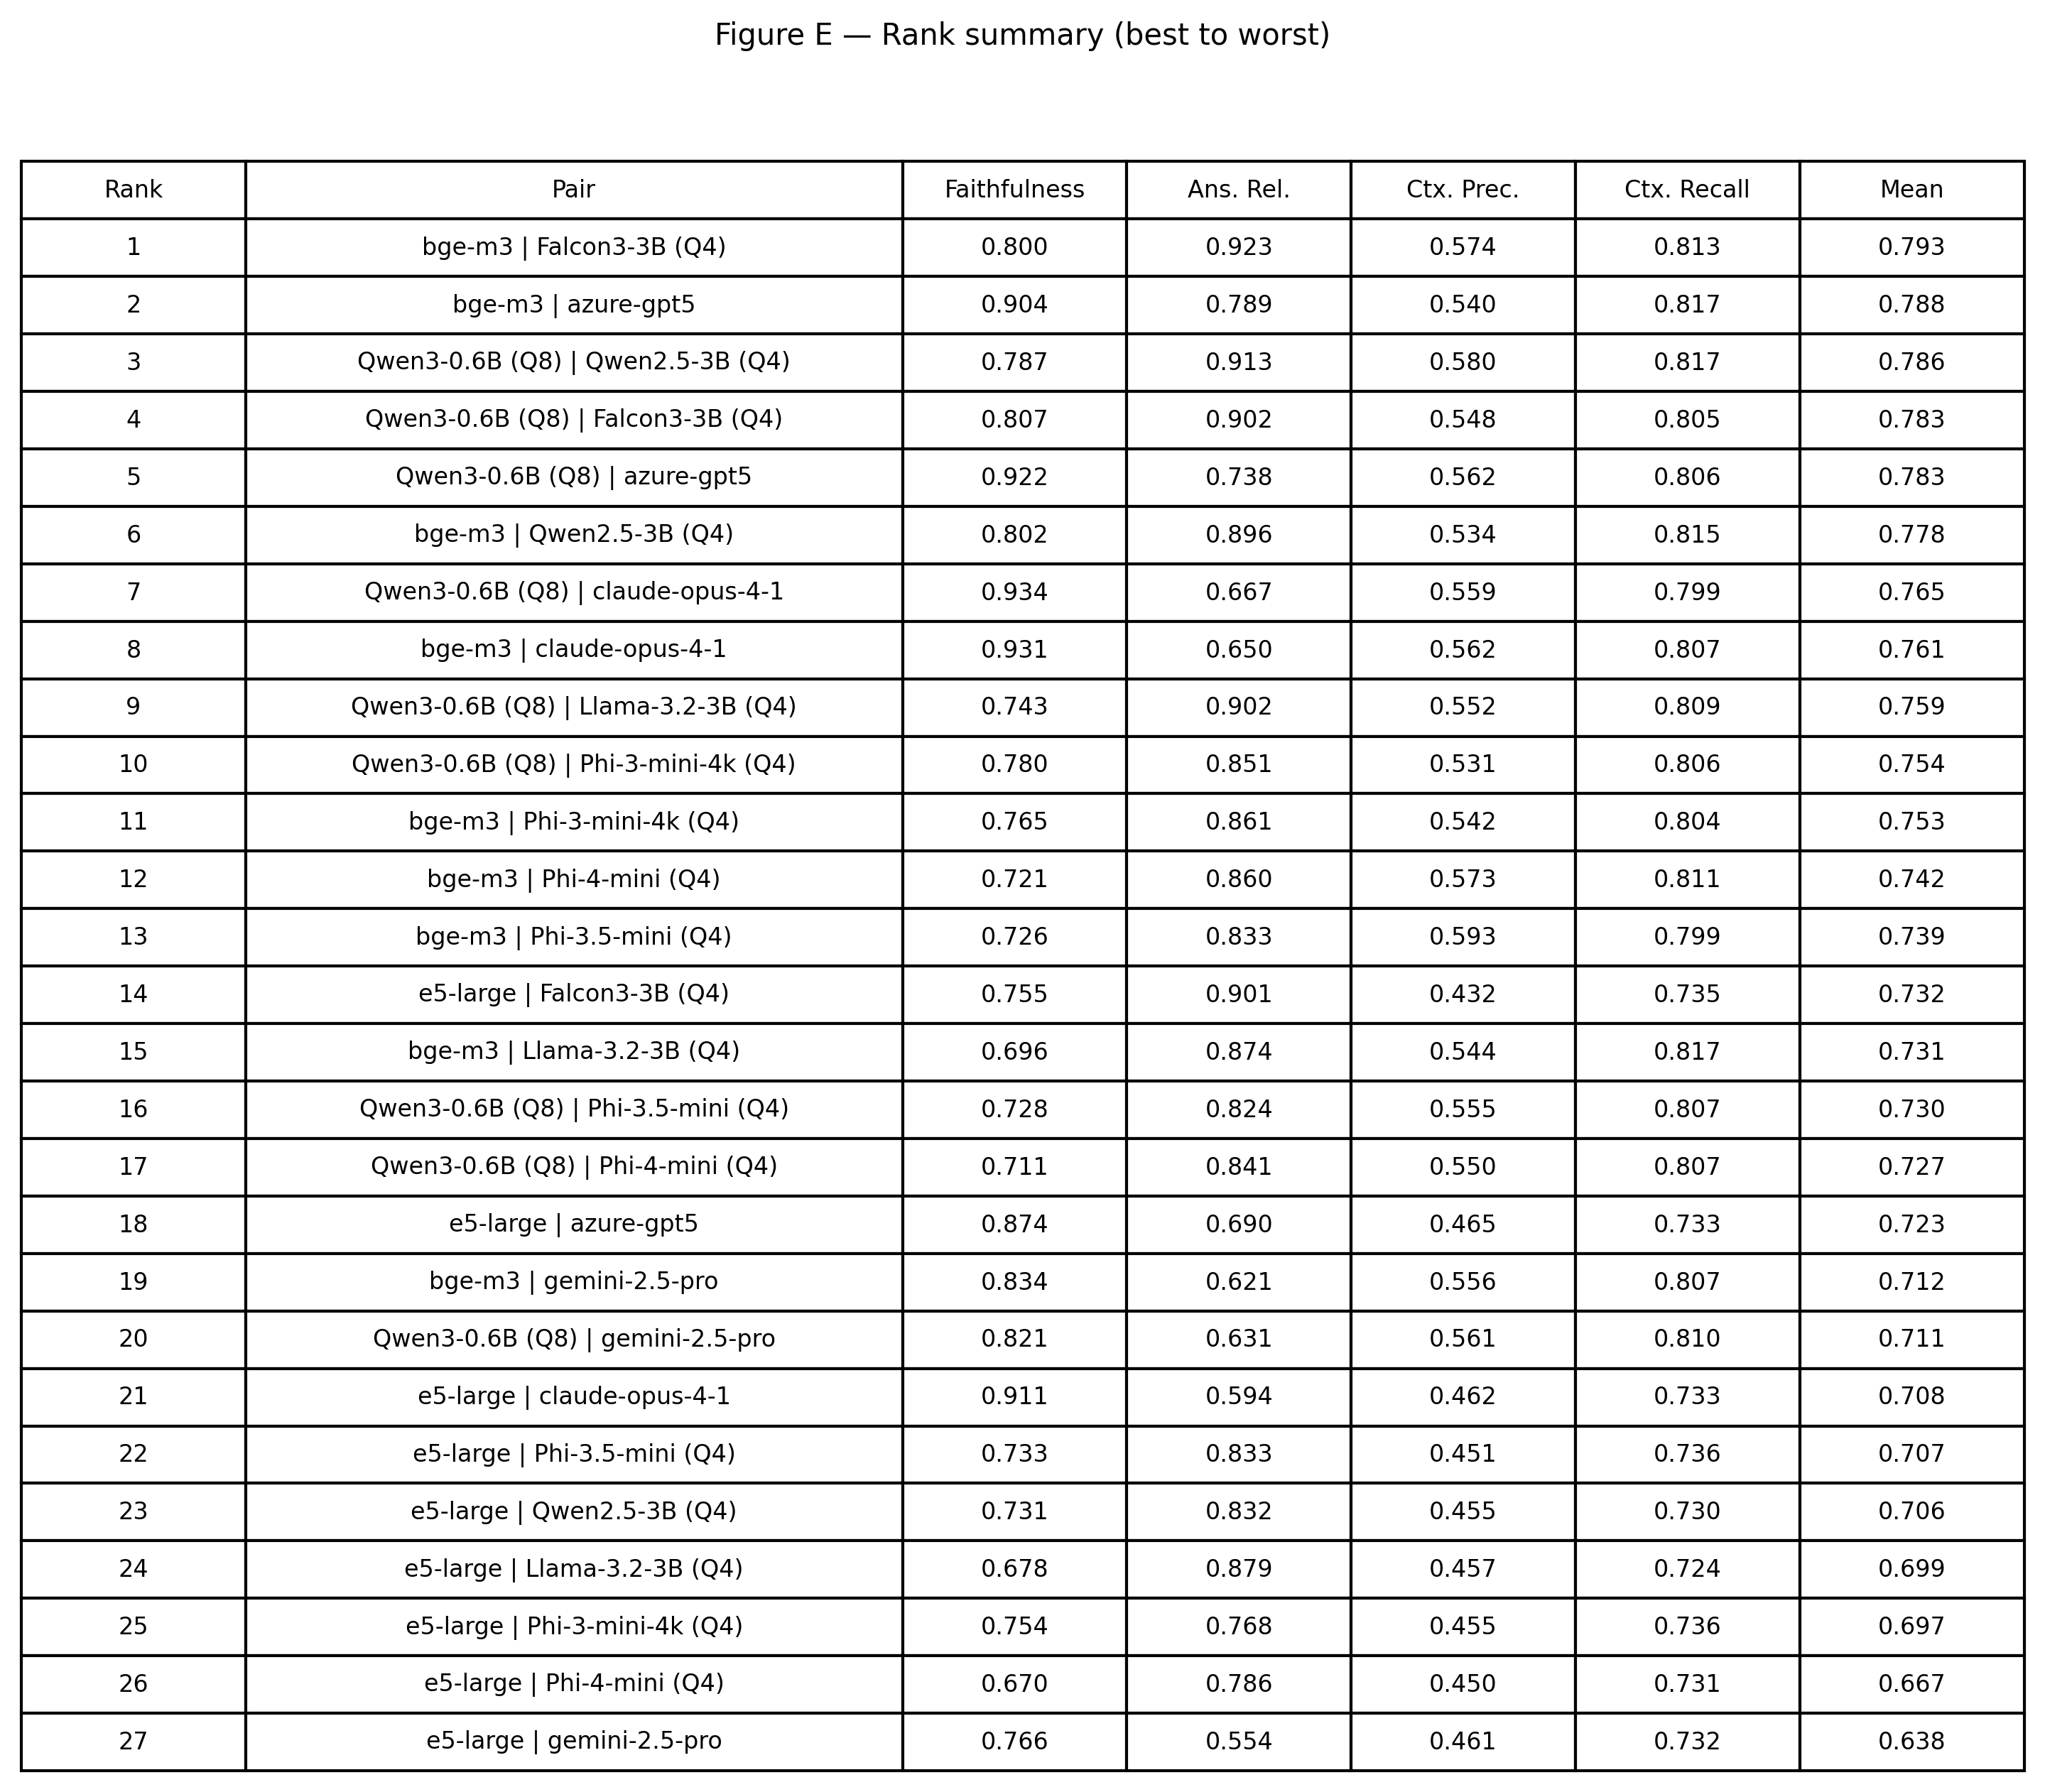 Figure E — Rank summary (best to worst)
Rank Pair Faithfulness Ans. Rel. Ctx. Prec. Ctx. Recall Mean
1 bge-m3 | Falcon3-3B (Q4) 0.800 0.923 0.574 0.813 0.793
2 bge-m3 | azure-gpt5 0.904 0.789 0.540 0.817 0.788
3 Qwen3-0.6B (Q8) | Qwen2.5-3B (Q4) 0.787 0.913 0.580 0.817 0.786
4 Qwen3-0.6B (Q8) | Falcon3-3B (Q4) 0.807 0.902 0.548 0.805 0.783
5 Qwen3-0.6B (Q8) | azure-gpt5 0.922 0.738 0.562 0.806 0.783
6 bge-m3 | Qwen2.5-3B (Q4) 0.802 0.896 0.534 0.815 0.778
7 Qwen3-0.6B (Q8) | claude-opus-4-1 0.934 0.667 0.559 0.799 0.765
8 bge-m3 | claude-opus-4-1 0.931 0.650 0.562 0.807 0.761
9 Qwen3-0.6B (Q8) | Llama-3.2-3B (Q4) 0.743 0.902 0.552 0.809 0.759
10 Qwen3-0.6B (Q8) | Phi-3-mini-4k (Q4) 0.780 0.851 0.531 0.806 0.754
11 bge-m3 | Phi-3-mini-4k (Q4) 0.765 0.861 0.542 0.804 0.753
12 bge-m3 | Phi-4-mini (Q4) 0.721 0.860 0.573 0.811 0.742
13 bge-m3 | Phi-3.5-mini (Q4) 0.726 0.833 0.593 0.799 0.739
14 e5-large | Falcon3-3B (Q4) 0.755 0.901 0.432 0.735 0.732
15 bge-m3 | Llama-3.2-3B (Q4) 0.696 0.874 0.544 0.817 0.731
16 Qwen3-0.6B (Q8) | Phi-3.5-mini (Q4) 0.728 0.824 0.555 0.807 0.730
17 Qwen3-0.6B (Q8) | Phi-4-mini (Q4) 0.711 0.841 0.550 0.807 0.727
18 e5-large | azure-gpt5 0.874 0.690 0.465 0.733 0.723
19 bge-m3 | gemini-2.5-pro 0.834 0.621 0.556 0.807 0.712
20 Qwen3-0.6B (Q8) | gemini-2.5-pro 0.821 0.631 0.561 0.810 0.711
21 e5-large | claude-opus-4-1 0.911 0.594 0.462 0.733 0.708
22 e5-large | Phi-3.5-mini (Q4) 0.733 0.833 0.451 0.736 0.707
23 e5-large | Qwen2.5-3B (Q4) 0.731 0.832 0.455 0.730 0.706
24 e5-large | Llama-3.2-3B (Q4) 0.678 0.879 0.457 0.724 0.699
25 e5-large | Phi-3-mini-4k (Q4) 0.754 0.768 0.455 0.736 0.697
26 e5-large | Phi-4-mini (Q4) 0.670 0.786 0.450 0.731 0.667
27 e5-large | gemini-2.5-pro 0.766 0.554 0.461 0.732 0.638